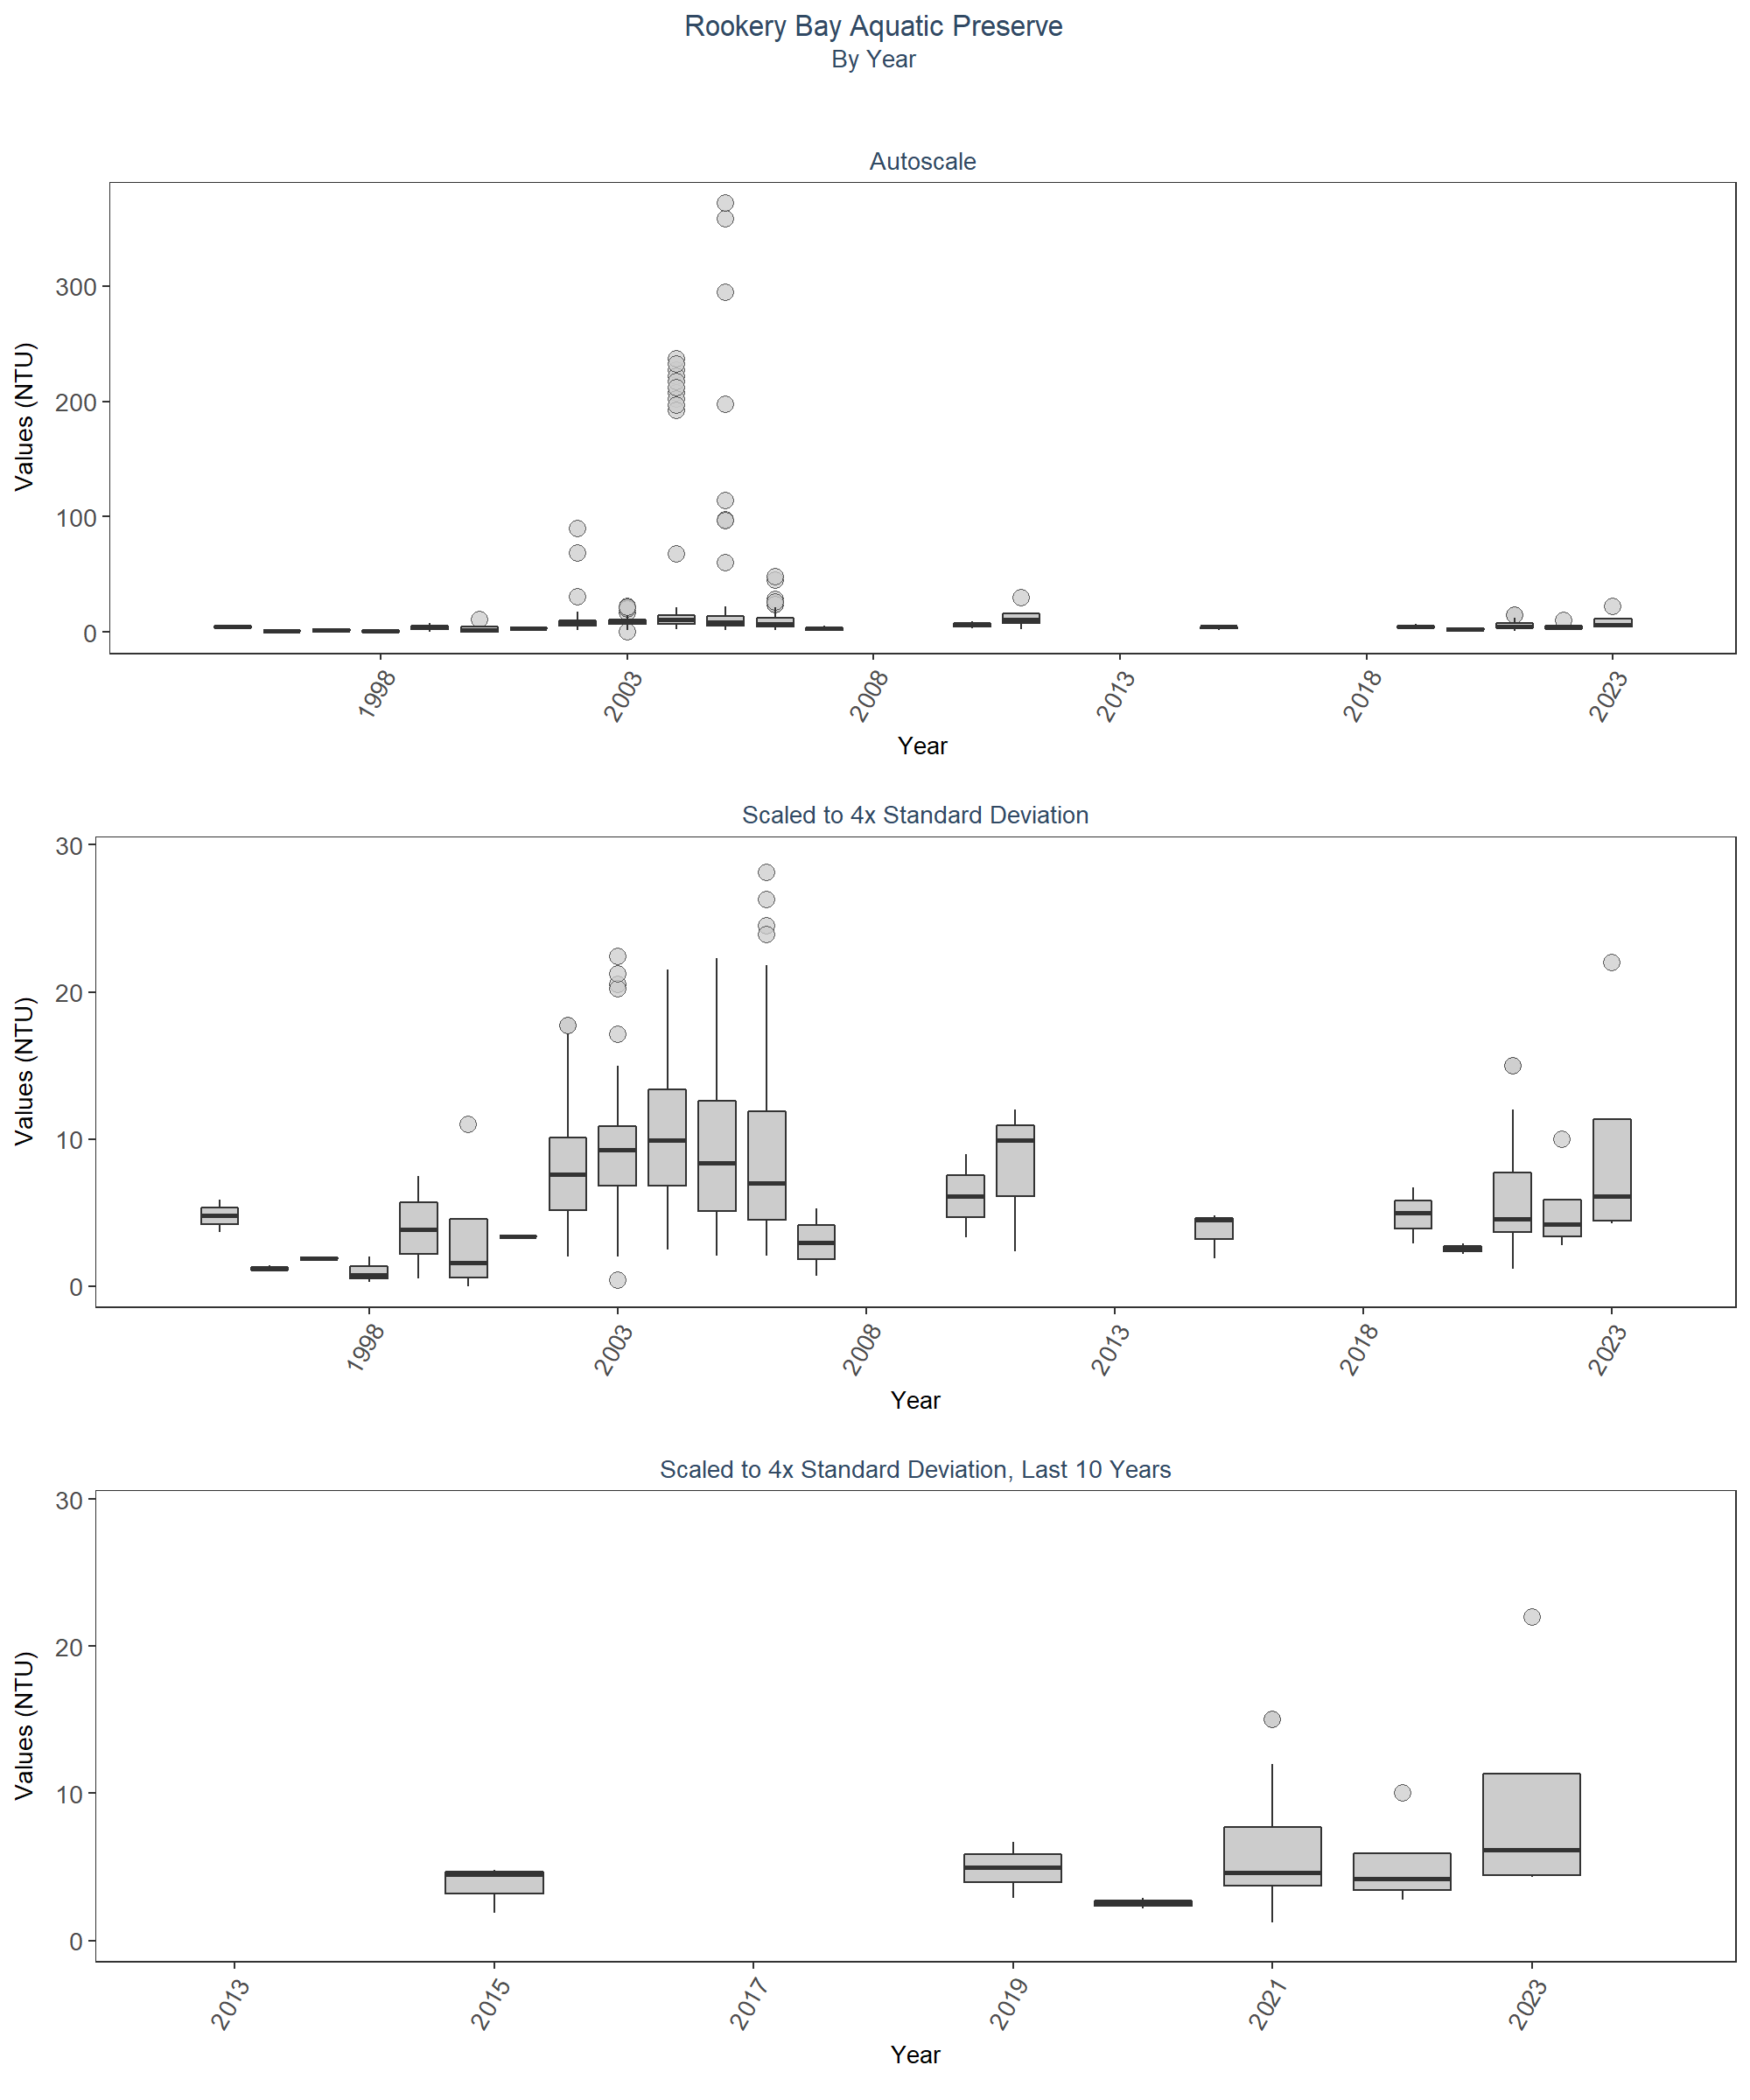 Rookery Bay Aquatic Preserve
By Year
Autoscale
Values (NTU)
300
200
100
0
1998
2003
2008
2013
2018
2023
Year
Scaled to 4x Standard Deviation
Values (NTU)
30
20
10
0
1998
2003
2008
2013
2018
2023
Year
Scaled to 4x Standard Deviation, Last 10 Years
Values (NTU)
30
20
10
0
2013
2015
2017
2019
2021
2023
Year